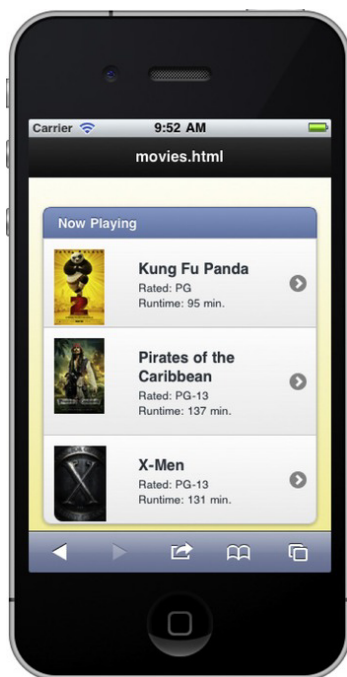 Carrier
9:52 AM
movies.html
Now Playing
2
Kung Fu Panda
Rated: PG
Runtime: 95 min.
Pirates of the
Caribbean
Rated: PG-13
Runtime: 137 min.
X-Men
Rated: PG-13
Runtime: 131 min.